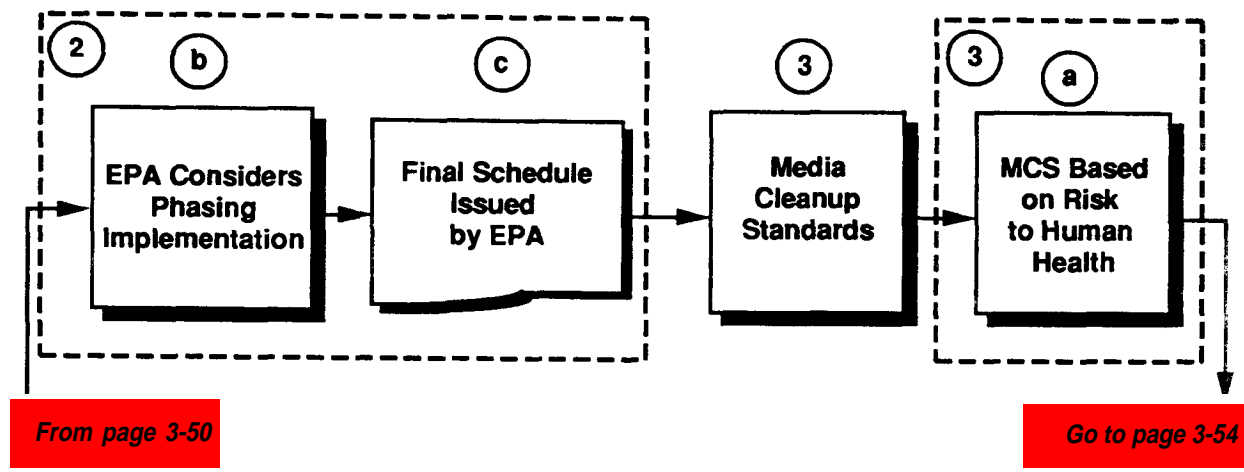 2
b
EPA Considers
Phasing
Implementation
c
Final Schedule
Issued
by EPA
3
Media
Cleanup
Standards
3
a
MCS Based
on Risk
to Human
Health
From page 3-50
Go to page 3-54